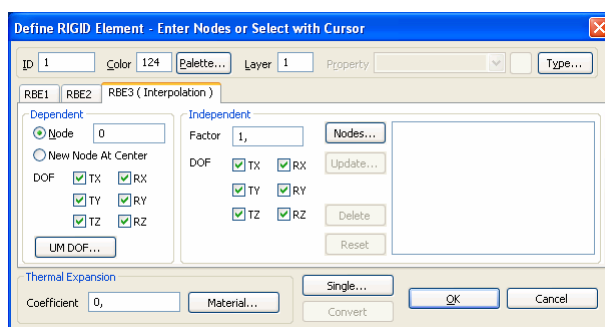 Define RIGID Element - Enter Nodes or Select with Cursor
ID 1 Color 124 Palette... Layer 1 Property Type...
RBE1 RBE2 RBE3 ( Interpolation )
Dependent Independent
Node 0 Factor 1, Nodes...
New Node At Center
DOF TX RX DOF TX RX Update...
TY RY TY RY
TZ RZ TZ RZ Delete
UM DOF... Reset
Thermal Expansion Single...
Coefficient 0, Material... OK Cancel
Convert